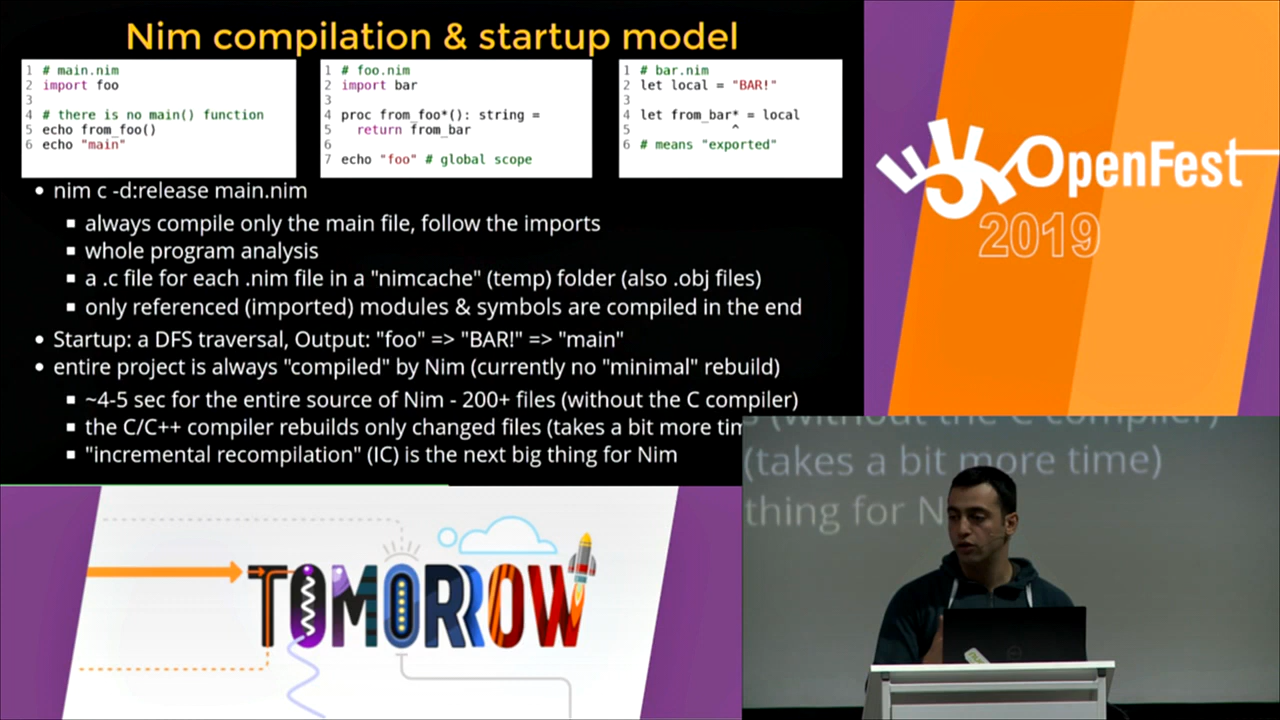 Nim compilation & startup model
1 # main.nim
2 import foo
3
4 # there is no main() function
5 echo from_foo()
6 echo "main"
1 # foo.nim
2 import bar
3
4 proc from_foo*(): string =
5 return from_bar
6
7 echo "foo" # global scope
1 # bar.nim
2 let local = "BAR!"
3
4 let from_bar* = local
5 ^
6 # means "exported"
• nim c -d:release main.nim
▪ always compile only the main file, follow the imports
▪ whole program analysis
▪ a .c file for each .nim file in a "nimcache" (temp) folder (also .obj files)
▪ only referenced (imported) modules & symbols are compiled in the end
• Startup: a DFS traversal, Output: "foo" => "BAR!" => "main"
• entire project is always "compiled" by Nim (currently no "minimal" rebuild)
▪ ~4-5 sec for the entire source of Nim - 200+ files (without the C compiler)
▪ the C/C++ compiler rebuilds only changed files (takes a bit more tim
▪ "incremental recompilation" (IC) is the next big thing for Nim
OpenFest
2019
(without the C compiler)
(takes a bit more time)
thing for N
TOMORROW